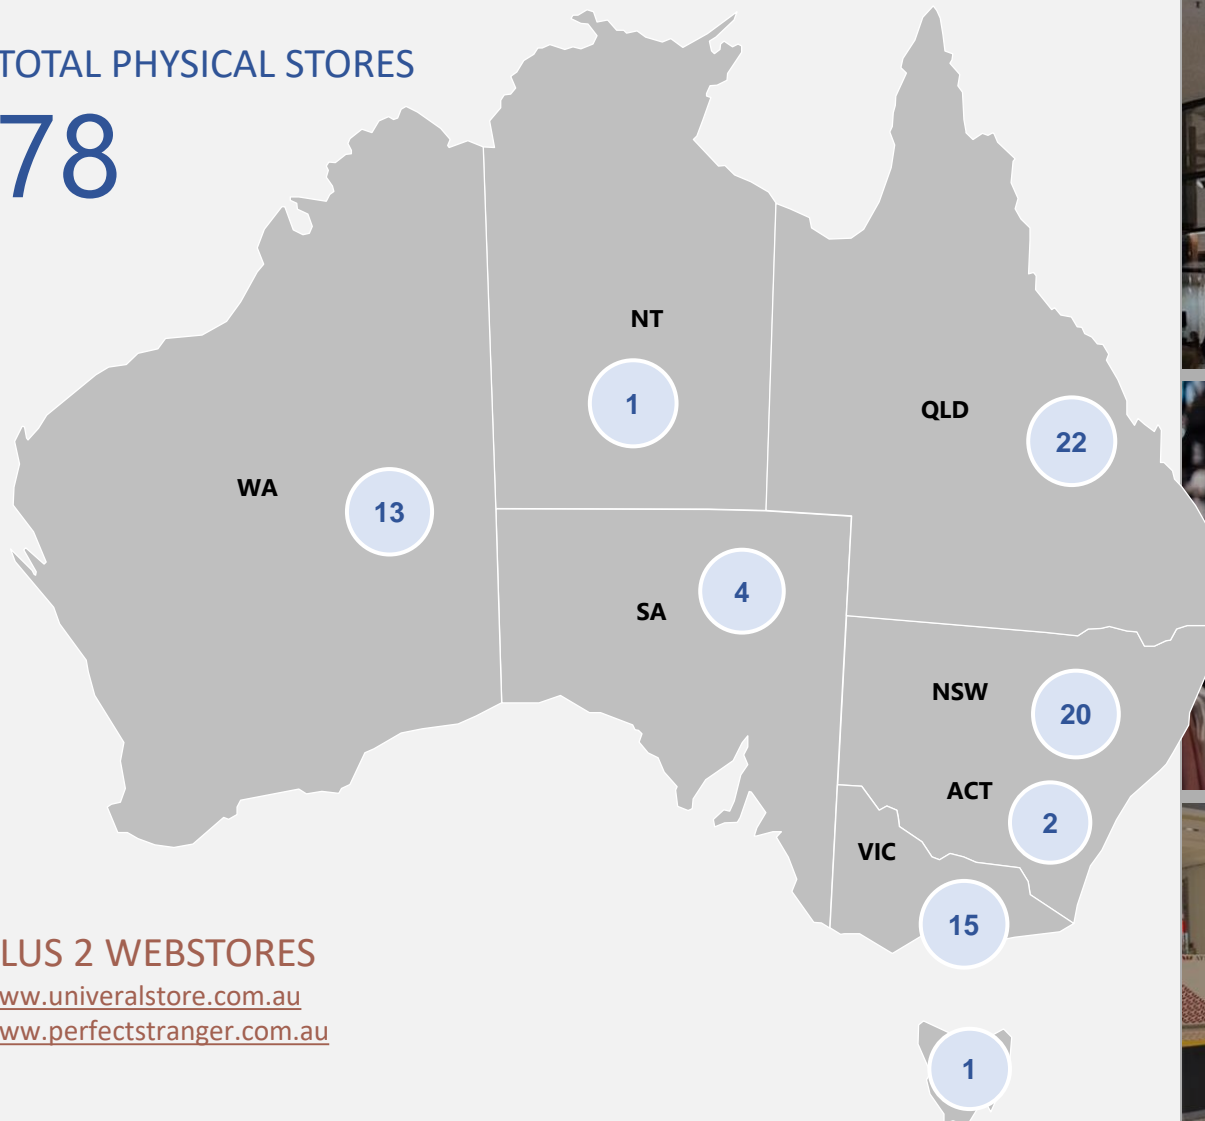 TOTAL PHYSICAL STORES
78
NT
1
QLD
22
WA
13
SA
4
NSW
20
ACT
2
VIC
15
1
LUS 2 WEBSTORES
ww.univeralstore.com.au
ww.perfectstranger.com.au